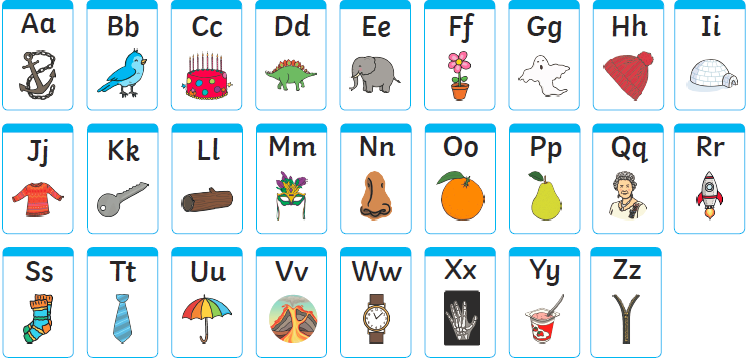 Aa Bb Cc Dd Ee Ff Gg Hh Ii
Jj Kk Ll Mm Nn Oo Pp Qq Rr
Ss Tt Uu Vv Ww Xx Yy Zz